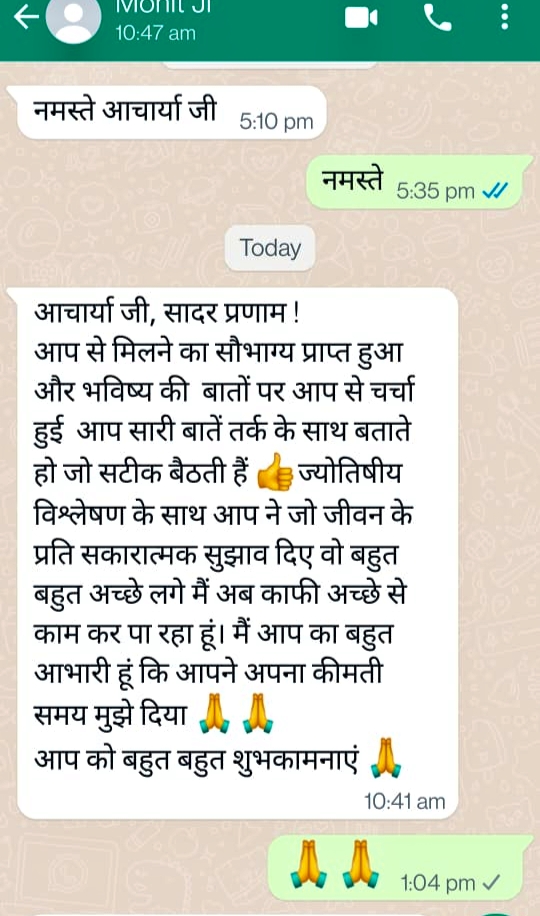 Mohit Ji
10:47 am
नमस्ते आचार्या जी 5:10 pm
नमस्ते 5:35 pm
Today
आचार्या जी, सादर प्रणाम !
आप से मिलने का सौभाग्य प्राप्त हुआ
और भविष्य की बातों पर आप से चर्चा
हुई आप सारी बातें तर्क के साथ बताते
हो जो सटीक बैठती हैं 👍 ज्योतिषीय
विश्लेषण के साथ आप ने जो जीवन के
प्रति सकारात्मक सुझाव दिए वो बहुत
बहुत अच्छे लगे मैं अब काफी अच्छे से
काम कर पा रहा हूं। मैं आप का बहुत
आभारी हूं कि आपने अपना कीमती
समय मुझे दिया 🙏 🙏
आप को बहुत बहुत शुभकामनाएं 🙏
10:41 am
🙏 🙏 1:04 pm